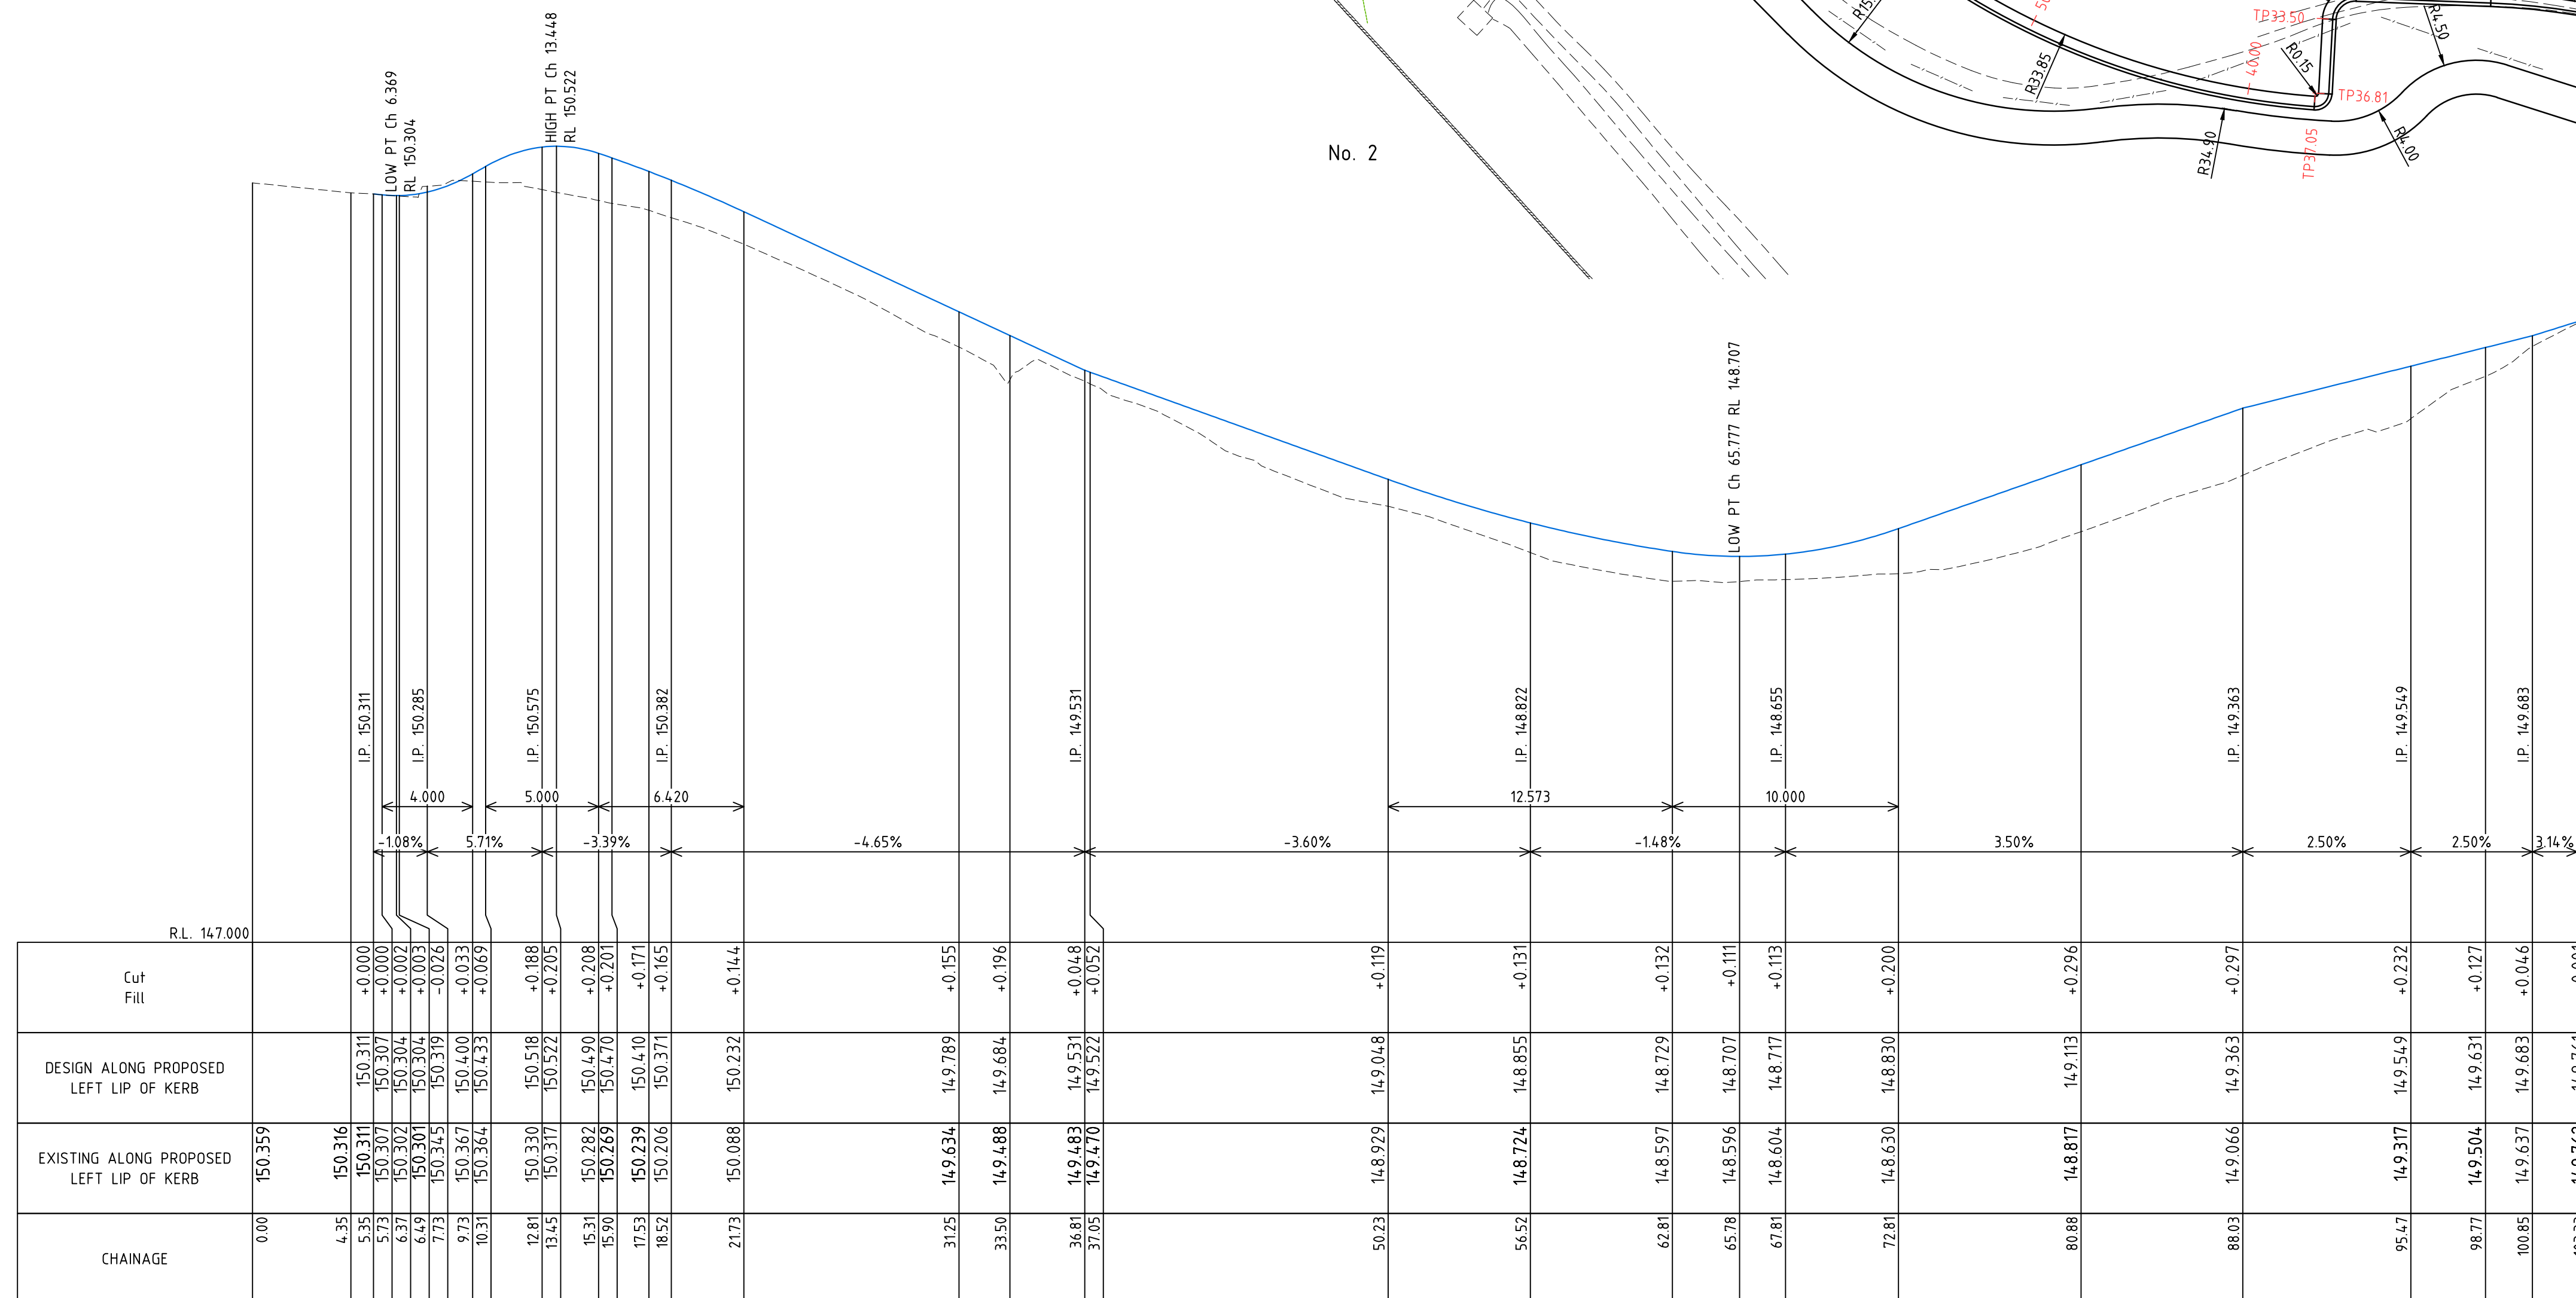 HIGH PT Ch 13.448
RL 150.522
LOW PT Ch 6.369
RL 150.304
No. 2
R33.85
40.00
TP33.50
R0.15
R4.50
TP36.81
R34.90
TP37.05
R4.00
LOW PT Ch 65.777 RL 148.707
I.P. 150.311
I.P. 150.285
I.P. 150.575
I.P. 150.382
I.P. 149.531
I.P. 148.822
I.P. 148.655
I.P. 149.363
I.P. 149.549
I.P. 149.683
4.000 5.000 6.420 12.573 10.000
-1.08% 5.71% -3.39% -4.65% -3.60% -1.48% 3.50% 2.50% 2.50% 3.14%
R.L. 147.000
Cut
Fill
+0.000 +0.000 +0.002 +0.003 -0.026 +0.033 +0.069 +0.188 +0.205 +0.208 +0.201 +0.171 +0.165 +0.144 +0.155 +0.196 +0.048 +0.052 +0.119 +0.131 +0.132 +0.111 +0.113 +0.200 +0.296 +0.297 +0.232 +0.127 +0.046
DESIGN ALONG PROPOSED
LEFT LIP OF KERB
150.311 150.307 150.304 150.304 150.319 150.400 150.433 150.518 150.522 150.490 150.470 150.410 150.371 150.232 149.789 149.684 149.531 149.522 149.048 148.855 148.729 148.707 148.717 148.830 149.113 149.363 149.549 149.631 149.683
EXISTING ALONG PROPOSED
LEFT LIP OF KERB
150.359 150.316 150.311 150.307 150.302 150.301 150.345 150.367 150.364 150.330 150.317 150.282 150.269 150.239 150.206 150.088 149.634 149.488 149.483 149.470 148.929 148.724 148.597 148.596 148.604 148.630 148.817 149.066 149.317 149.504 149.637
CHAINAGE
0.00 4.35 5.35 5.73 6.37 6.49 7.73 9.73 10.31 12.81 13.45 15.31 15.90 17.53 18.52 21.73 31.25 33.50 36.81 37.05 50.23 56.52 62.81 65.78 67.81 72.81 80.88 88.03 95.47 98.77 100.85